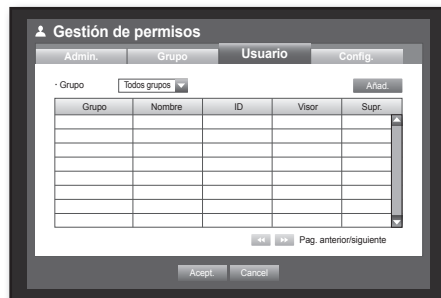 Gestión de permisos
Admin. Grupo Usuario Config.
· Grupo Todos grupos Añad.
Grupo Nombre ID Visor Supr.
Pag. anterior/siguiente
Acept. Cancel